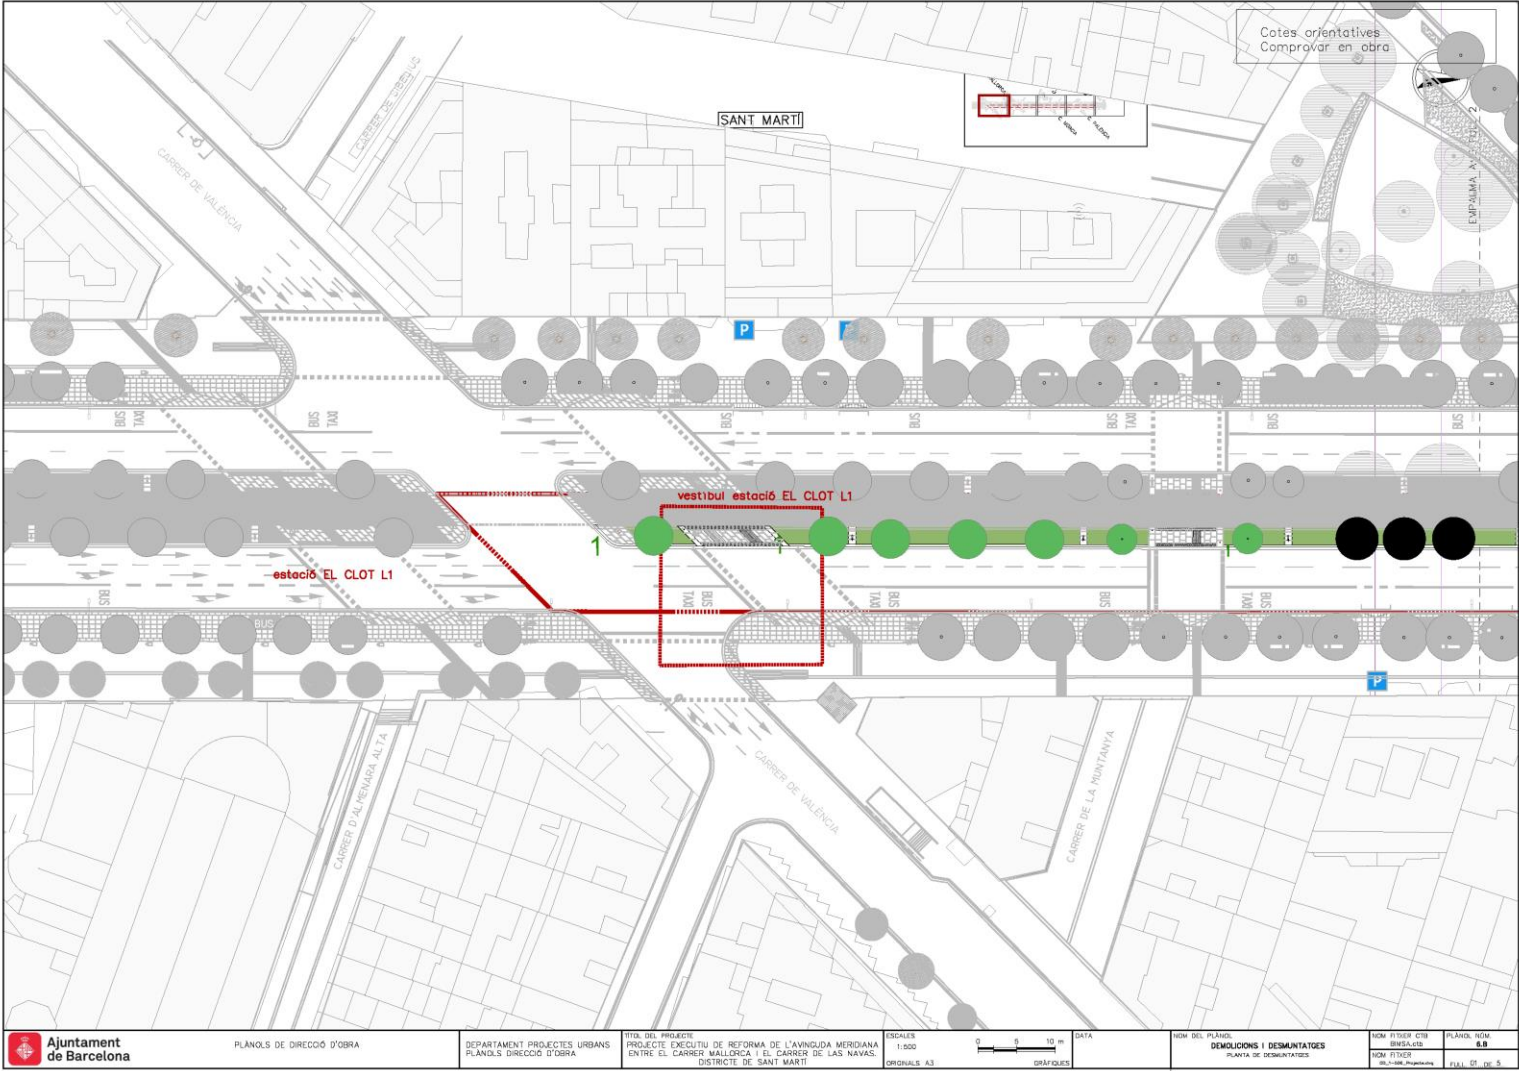 Cotes orientatives
Comprovar en obra
SANT MARTÍ
C. MÚRCIA
C. PALÈNCIA
CARRER DE VALÈNCIA
P
P
BUS
TAXI
BUS
TAXI
BUS
BUS
BUS
TAXI
BUS
BUS
vestíbul estació EL CLOT L1
1
1
1
estació EL CLOT L1
BUS
TAXI
BUS
TAXI
BUS
BUS
TAXI
BUS
BUS
P
CARRER D'ALMENARA ALTA
CARRER DE VALÈNCIA
CARRER DE LA MUNTANYA
Ajuntament
de Barcelona
PLÀNOLS DE DIRECCIÓ D'OBRA
DEPARTAMENT PROJECTES URBANS
PLÀNOLS DIRECCIÓ D'OBRA
TÍTOL DEL PROJECTE
PROJECTE EXECUTIU DE REFORMA DE L'AVINGUDA MERIDIANA
ENTRE EL CARRER MALLORCA I EL CARRER DE LAS NAVAS.
DISTRICTE DE SANT MARTÍ
ESCALES
1:500
ORIGINALS A3
0 5 10 m
GRÀFIQUES
DATA
NOM DEL PLÀNOL
DEMOLICIONS I DESMUNTATGES
PLANTA DE DESMUNTATGES
NOM FITXER CTB
BIMSA.ctb
NOM FITXER
PLÀNOL NÚM.
6.B
FULL 01 DE 5